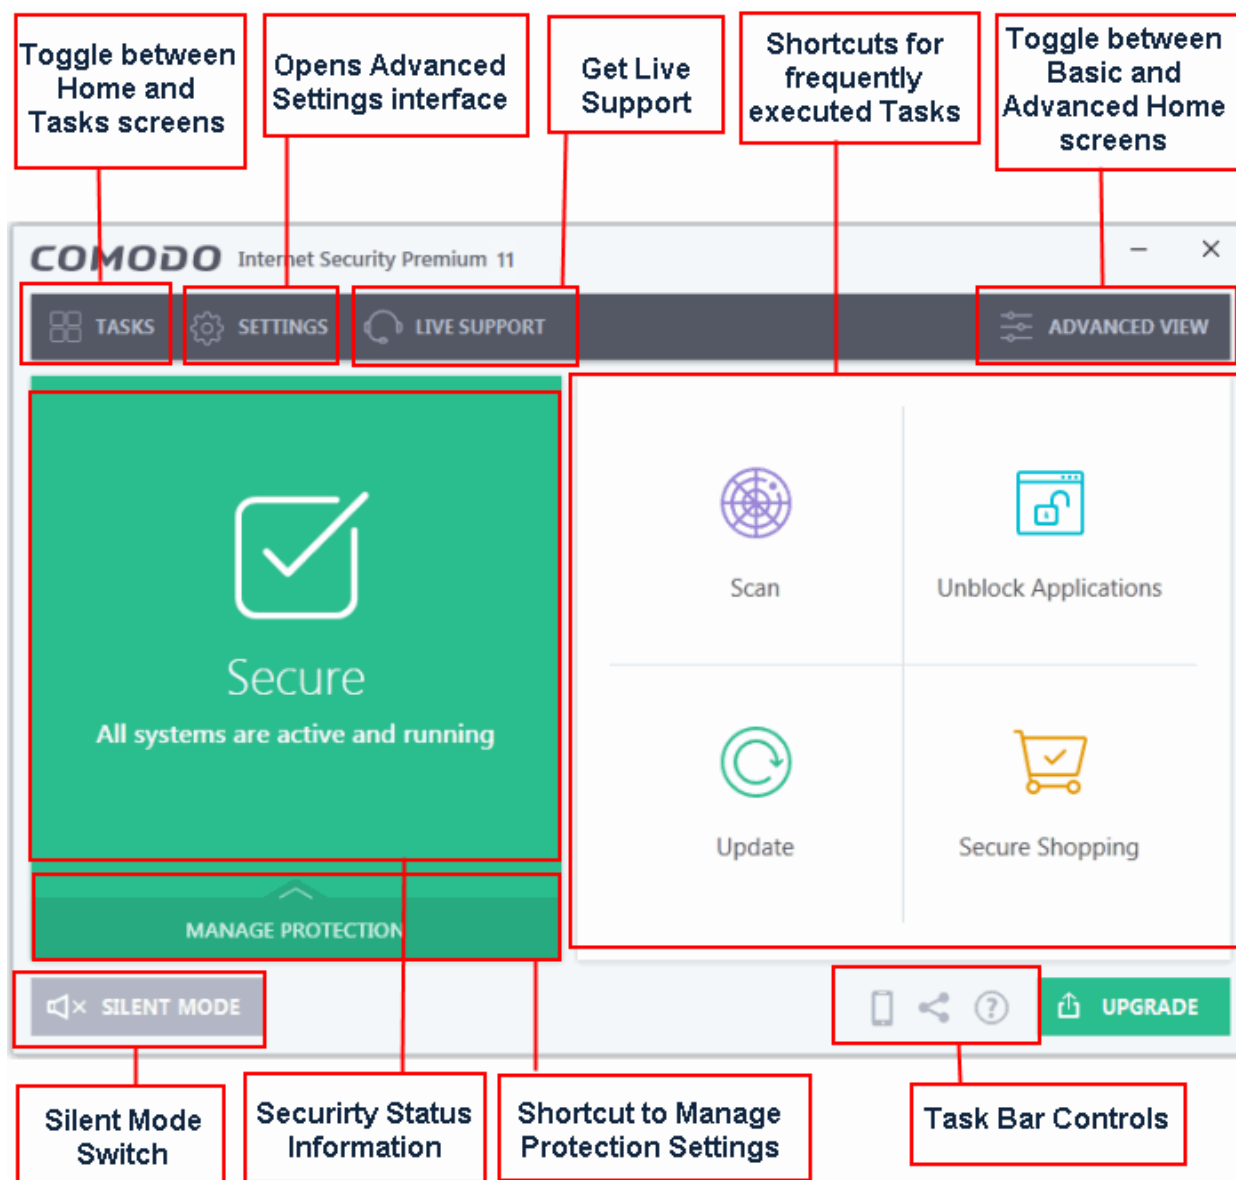 Toggle between
Home and
Tasks screens
Opens Advanced
Settings interface
Get Live
Support
Shortcuts for
frequently
executed Tasks
Toggle between
Basic and
Advanced Home
screens
COMODO Internet Security Premium 11
TASKS SETTINGS LIVE SUPPORT ADVANCED VIEW
Secure
All systems are active and running
MANAGE PROTECTION
Scan
Unblock Applications
Update
Secure Shopping
SILENT MODE
UPGRADE
Silent Mode
Switch
Securirty Status
Information
Shortcut to Manage
Protection Settings
Task Bar Controls